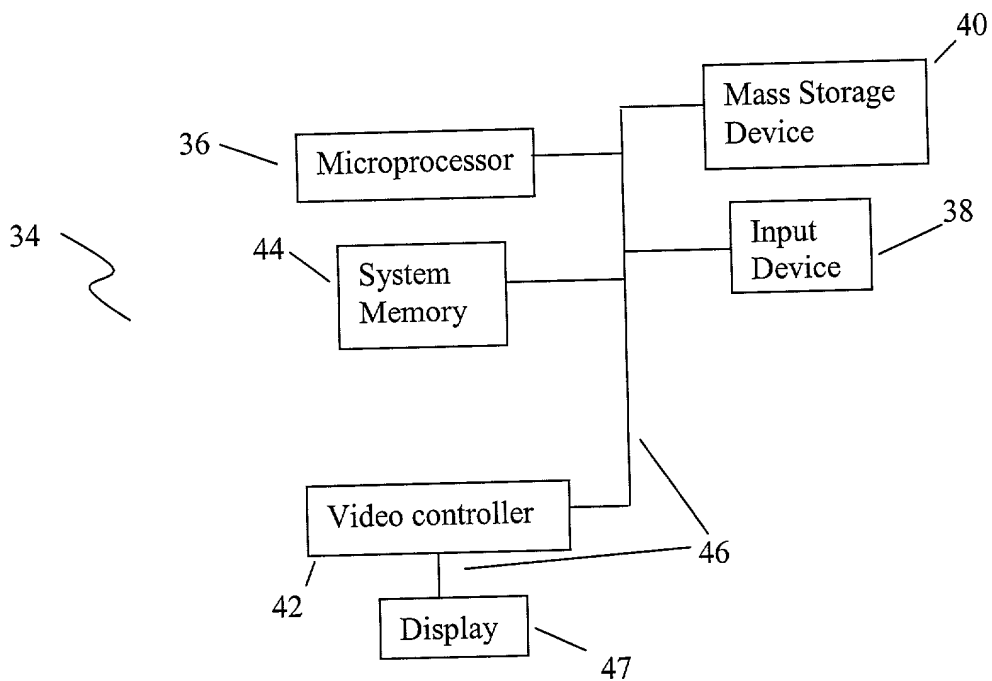 40
Mass Storage
Device
36
Microprocessor
34
44
System
Memory
Input
Device
38
Video controller
46
42
Display
47